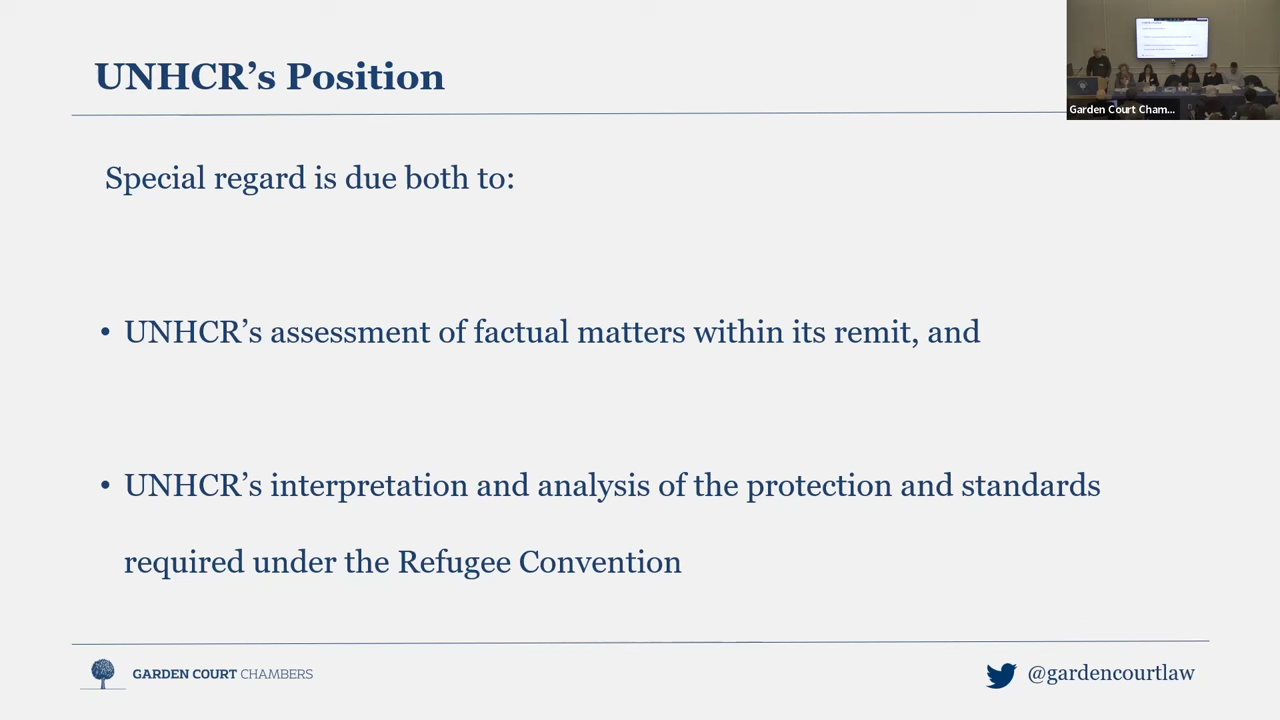 UNHCR’s Position
Garden Court Cham...
Special regard is due both to:
• UNHCR’s assessment of factual matters within its remit, and
• UNHCR’s interpretation and analysis of the protection and standards
required under the Refugee Convention
GARDEN COURT CHAMBERS
@gardencourtlaw